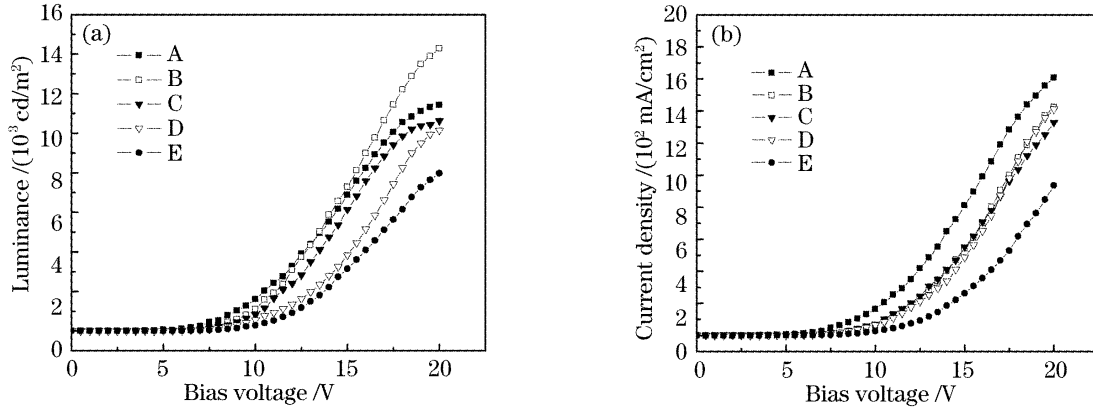 (a)
A
B
C
D
E
16
14
12
10
8
6
4
2
0
0 5 10 15 20
Luminance /(10³ cd/m²)
Bias voltage /V
(b)
A
B
C
D
E
20
18
16
14
12
10
8
6
4
2
0
0 5 10 15 20
Current density /(10² mA/cm²)
Bias voltage /V